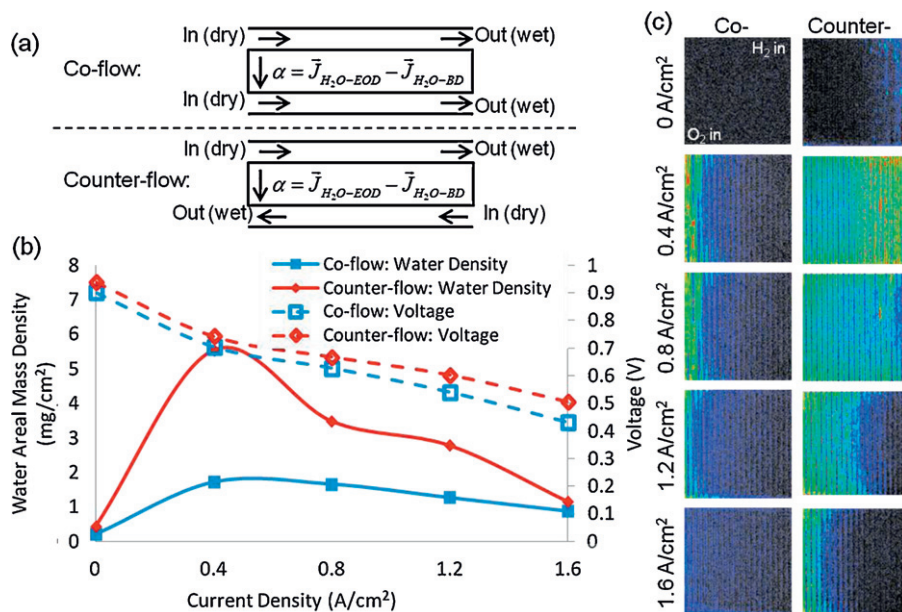 (a)
In (dry)
Out (wet)
Co-flow:
α = J̄H₂O-EOD − J̄H₂O-BD
In (dry)
Out (wet)
In (dry)
Out (wet)
Counter-flow:
α = J̄H₂O-EOD − J̄H₂O-BD
Out (wet)
In (dry)
(b)
Co-flow: Water Density
Counter-flow: Water Density
Co-flow: Voltage
Counter-flow: Voltage
Water Areal Mass Density
(mg/cm²)
8
7
6
5
4
3
2
1
0
1
0.9
0.8
0.7
0.6
0.5
0.4
0.3
0.2
0.1
0
Voltage (V)
0
0.4
0.8
1.2
1.6
Current Density (A/cm²)
(c)
Co-
Counter-
0 A/cm²
H₂ in
O₂ in
0.4 A/cm²
0.8 A/cm²
1.2 A/cm²
1.6 A/cm²